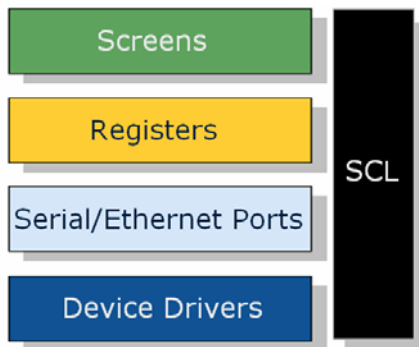 Screens
Registers
SCL
Serial/Ethernet Ports
Device Drivers